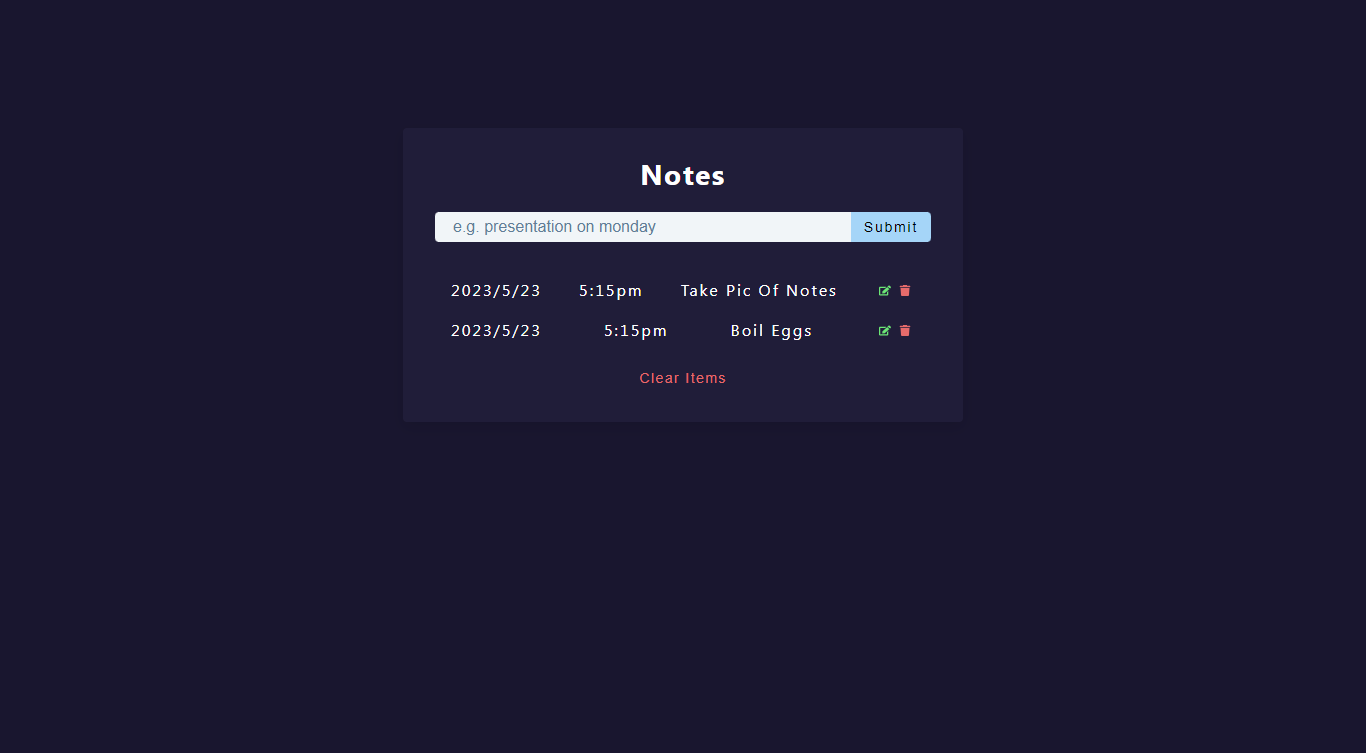 Notes
e.g. presentation on monday Submit
2023/5/23 5:15pm Take Pic Of Notes
2023/5/23 5:15pm Boil Eggs
Clear Items